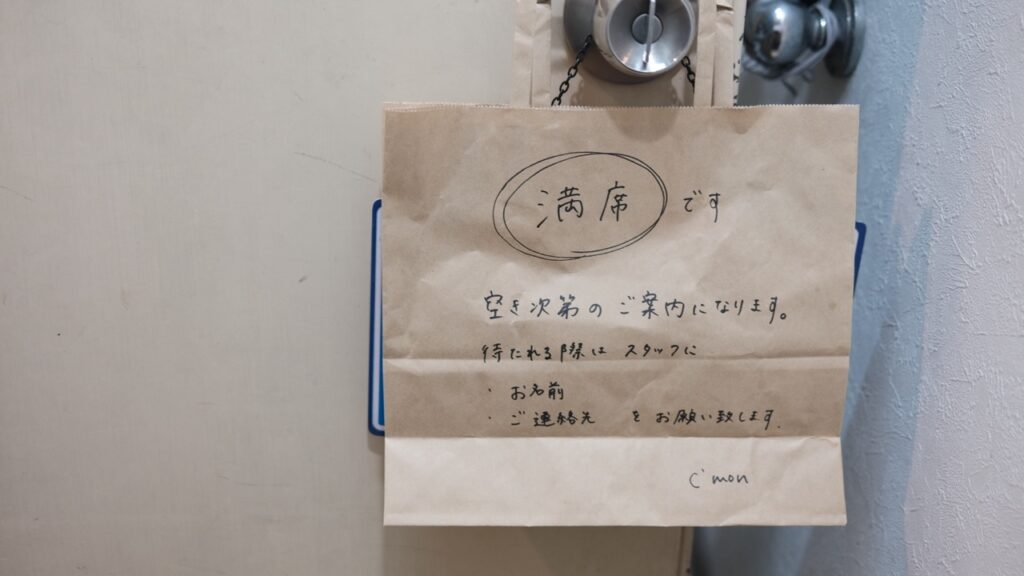 満席です
空き次第のご案内になります。
待たれる際は スタッフに
・お名前
・ご連絡先 をお願い致します.
C'mon